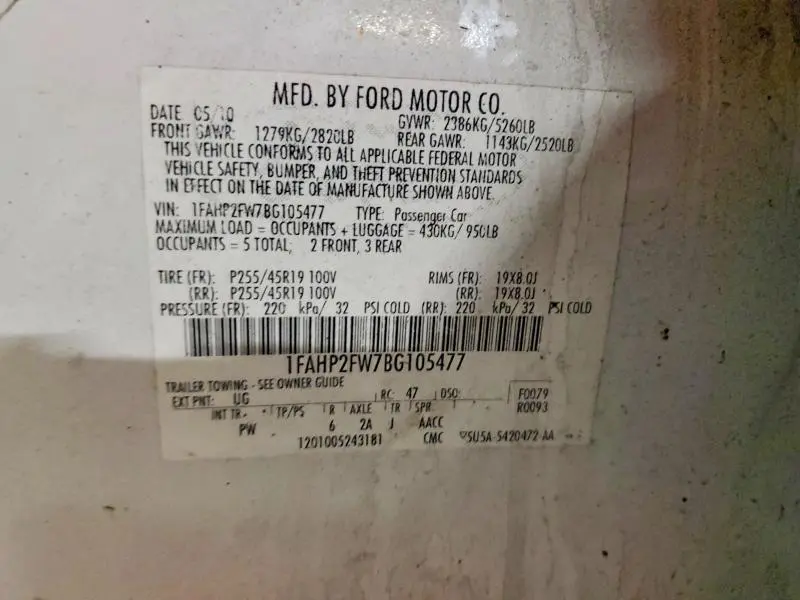 MFD. BY FORD MOTOR CO.
DATE 05/10 GVWR: 2386KG/5260LB
FRONT GAWR: 1279KG/2820LB REAR GAWR: 1143KG/2520LB
THIS VEHICLE CONFORMS TO ALL APPLICABLE FEDERAL MOTOR
VEHICLE SAFETY, BUMPER, AND THEFT PREVENTION STANDARDS
IN EFFECT ON THE DATE OF MANUFACTURE SHOWN ABOVE.
VIN: 1FAHP2FW7BG105477 TYPE: Passenger Car
MAXIMUM LOAD = OCCUPANTS + LUGGAGE = 430KG/ 950LB
OCCUPANTS = 5 TOTAL; 2 FRONT, 3 REAR
TIRE (FR): P255/45R19 100V RIMS (FR): 19X8.0J
(RR): P255/45R19 100V (RR): 19X8.0J
PRESSURE (FR): 220 kPa/ 32 PSI COLD (RR): 220 kPa/ 32 PSI COLD
1FAHP2FW7BG105477
TRAILER TOWING - SEE OWNER GUIDE
EXT PNT: UG RC: 47 DSO: F0079
INT TR TP/PS R AXLE TR SPR R0093
PW 6 2A J AACC
1201005243181 CMC 5U5A-5420472-AA